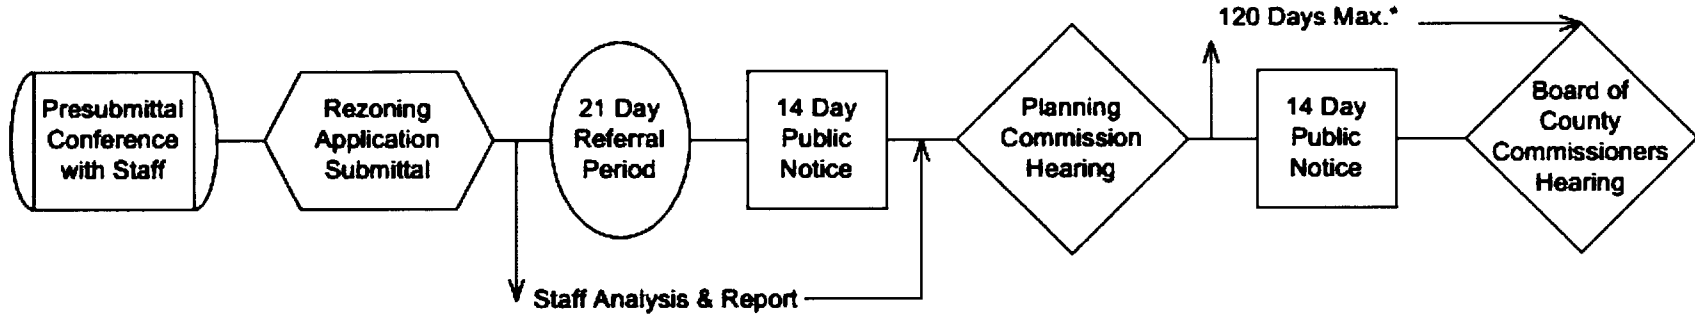 120 Days Max.*
Presubmittal
Conference
with Staff
Rezoning
Application
Submittal
21 Day
Referral
Period
14 Day
Public
Notice
Planning
Commission
Hearing
14 Day
Public
Notice
Board of
County
Commissioners
Hearing
Staff Analysis & Report